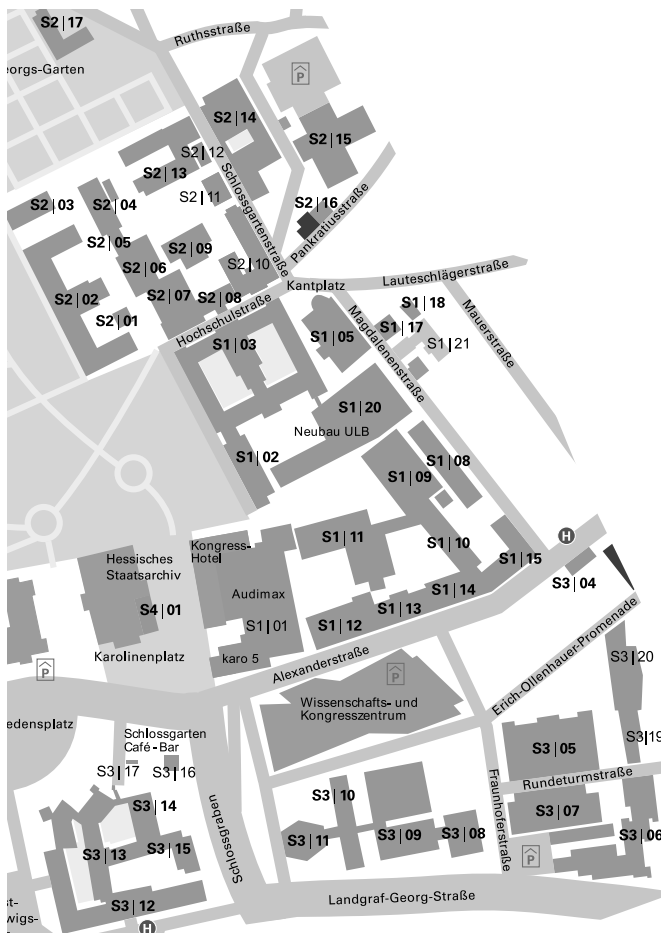 S2|17
Ruthsstraße
eorgs-Garten
P
S2|14
S2|15
S2|12
S2|13
Schlossgartenstraße
S2|11
S2|03
S2|04
S2|16
Pankratiusstraße
S2|05
S2|09
S2|06
S2|10
Lauteschlägerstraße
S2|02
S2|07
S2|08
Kantplatz
S2|01
Hochschulstraße
S1|18
S1|17
Mauerstraße
S1|03
S1|05
S1|21
Magdalenenstraße
S1|20
Neubau ULB
S1|02
S1|08
S1|09
Kongress-
Hotel
S1|11
H
Hessisches
Staatsarchiv
S1|10
S1|15
S3|04
Audimax
S1|14
S4|01
S1|13
S1|01
S1|12
Karolinenplatz
karo 5
Alexanderstraße
Erich-Ollenhauer-Promenade
S3|20
P
P
Wissenschafts- und
Kongresszentrum
edensplatz
Schlossgarten
Café-Bar
S3|19
S3|05
S3|17
S3|16
Rundeturmstraße
S3|10
Fraunhoferstraße
S3|14
Schlossgraben
S3|07
S3|11
S3|09
S3|08
S3|06
S3|13
S3|15
P
S3|12
Landgraf-Georg-Straße
st-
wigs-
H